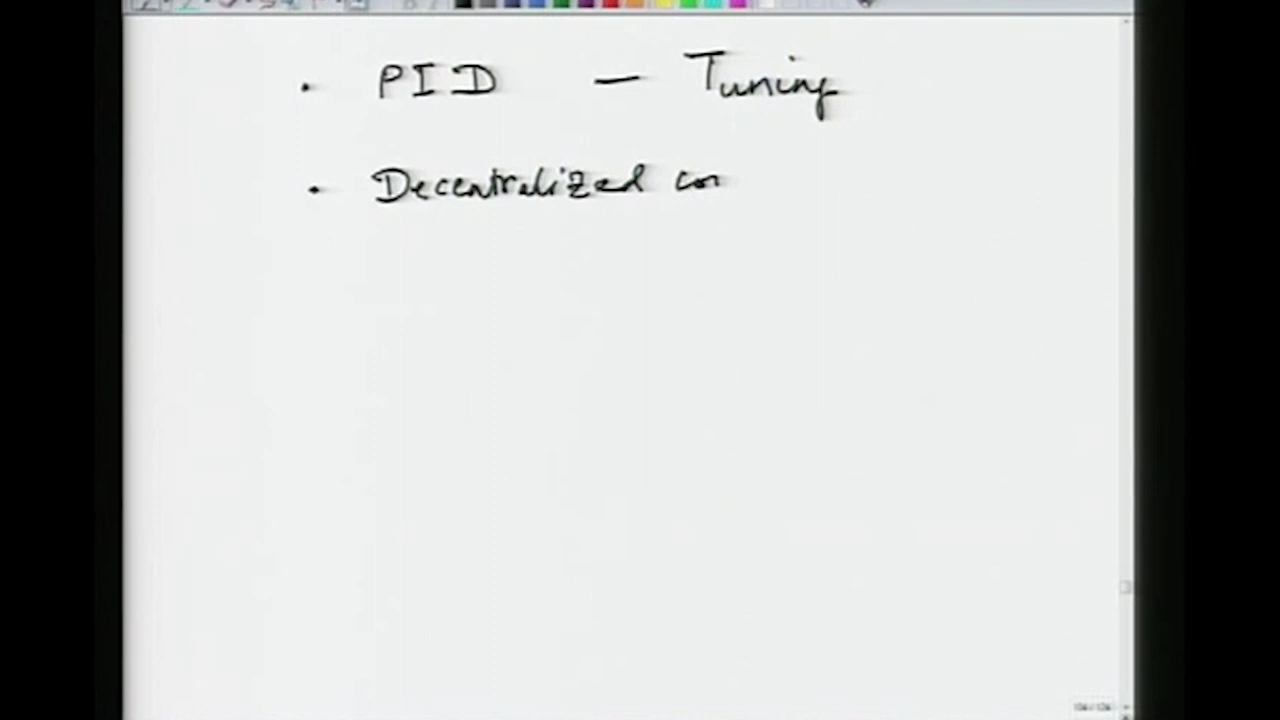 • PID — Tuning
• Decentralized con